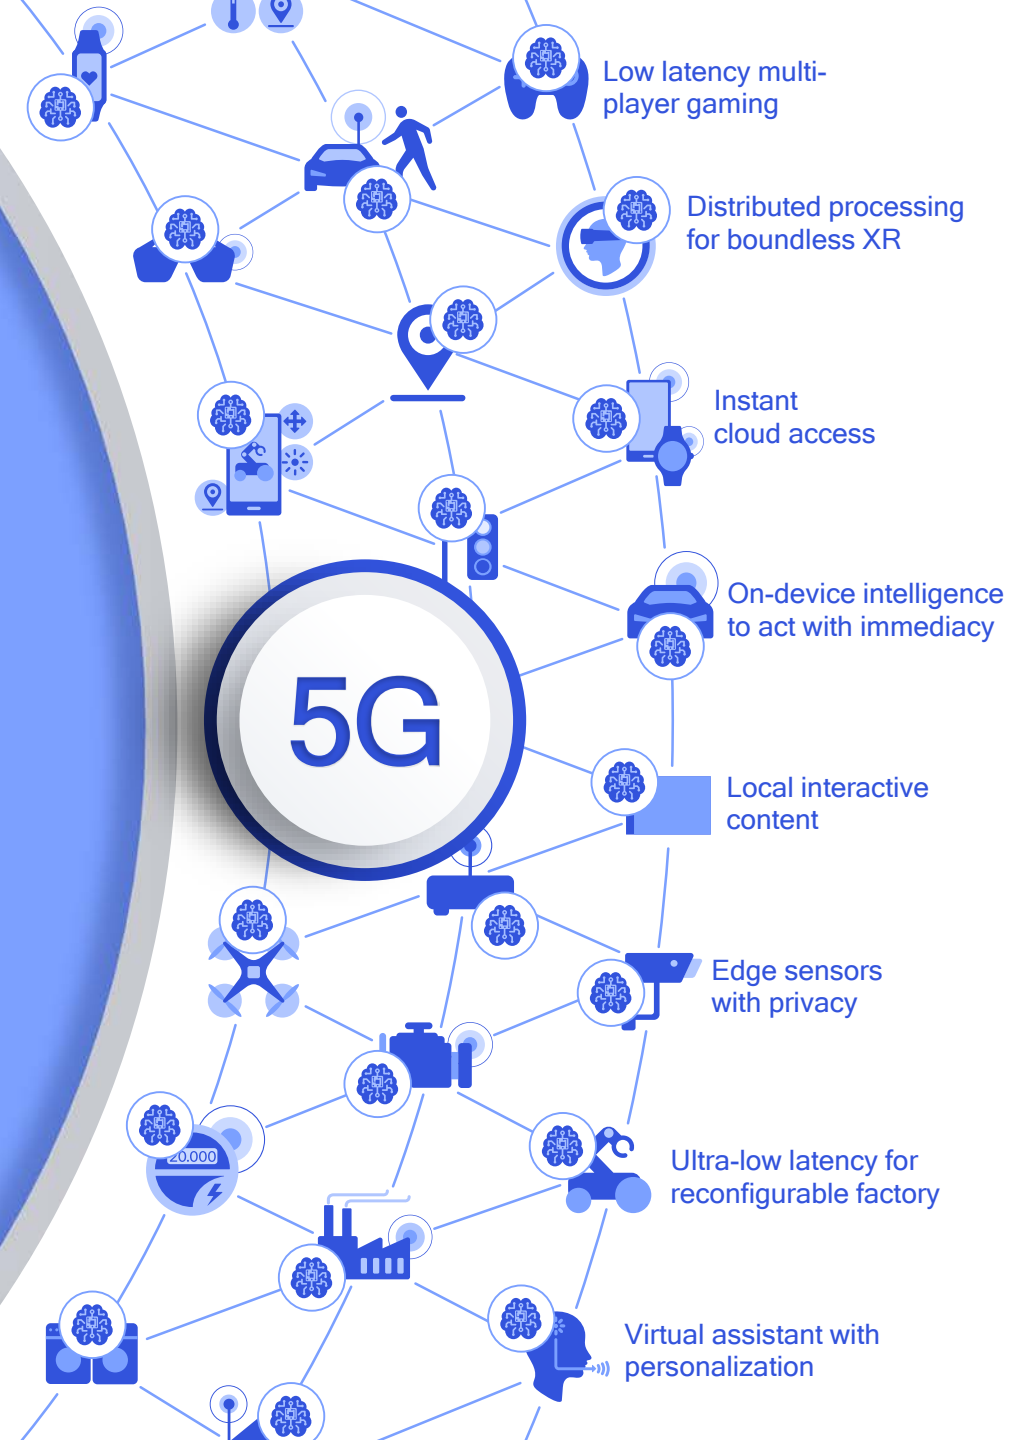 Low latency multi-
player gaming
Distributed processing
for boundless XR
Instant
cloud access
On-device intelligence
to act with immediacy
5G
Local interactive
content
Edge sensors
with privacy
20.000
Ultra-low latency for
reconfigurable factory
Virtual assistant with
personalization